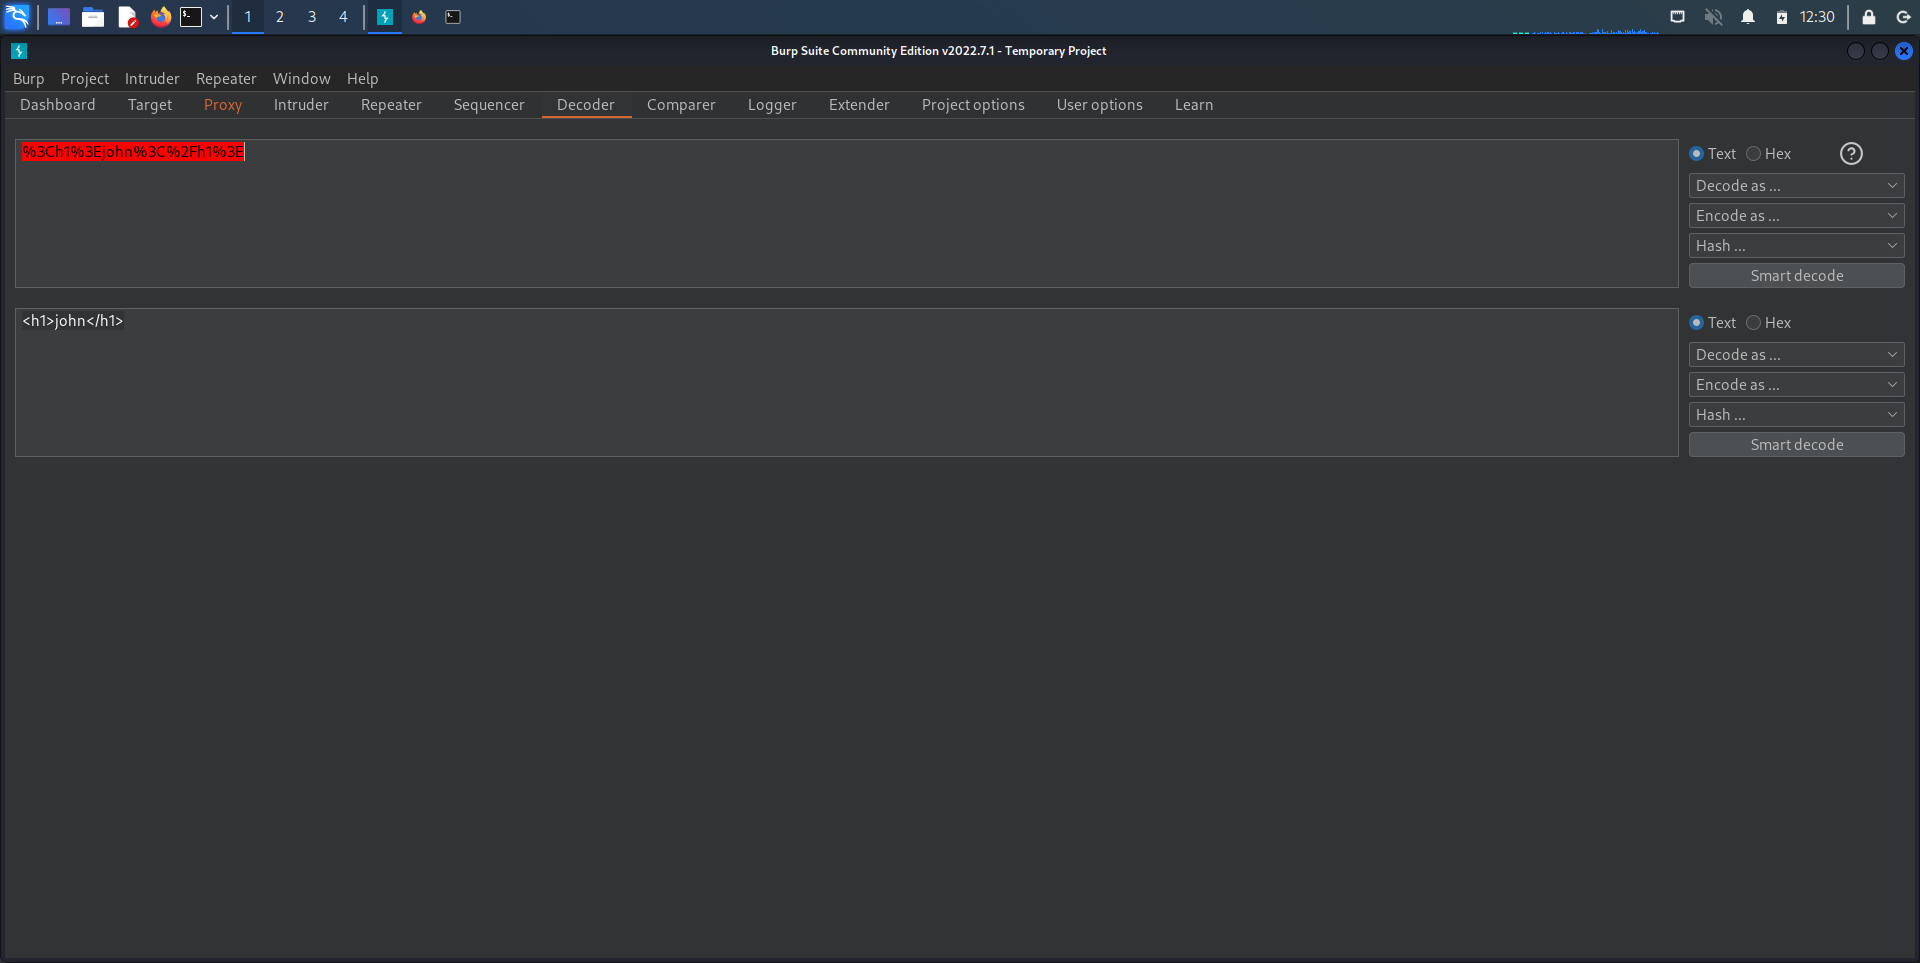 1 2 3 4 12:30
Burp Suite Community Edition v2022.7.1 - Temporary Project
Burp Project Intruder Repeater Window Help
Dashboard Target Proxy Intruder Repeater Sequencer Decoder Comparer Logger Extender Project options User options Learn
%3Ch1%3Ejohn%3C%2Fh1%3E
Text Hex ?
Decode as ...
Encode as ...
Hash ...
Smart decode
<h1>john</h1>
Text Hex
Decode as ...
Encode as ...
Hash ...
Smart decode